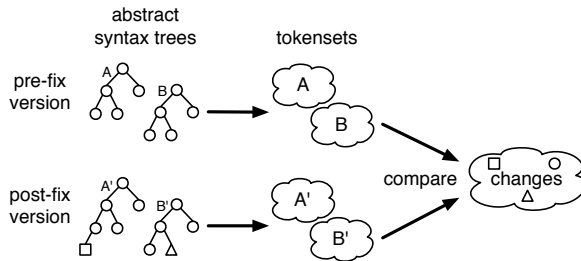 abstract
syntax trees
tokensets
pre-fix
version
A
B
A
B
compare
changes
post-fix
version
A'
B'
A'
B'